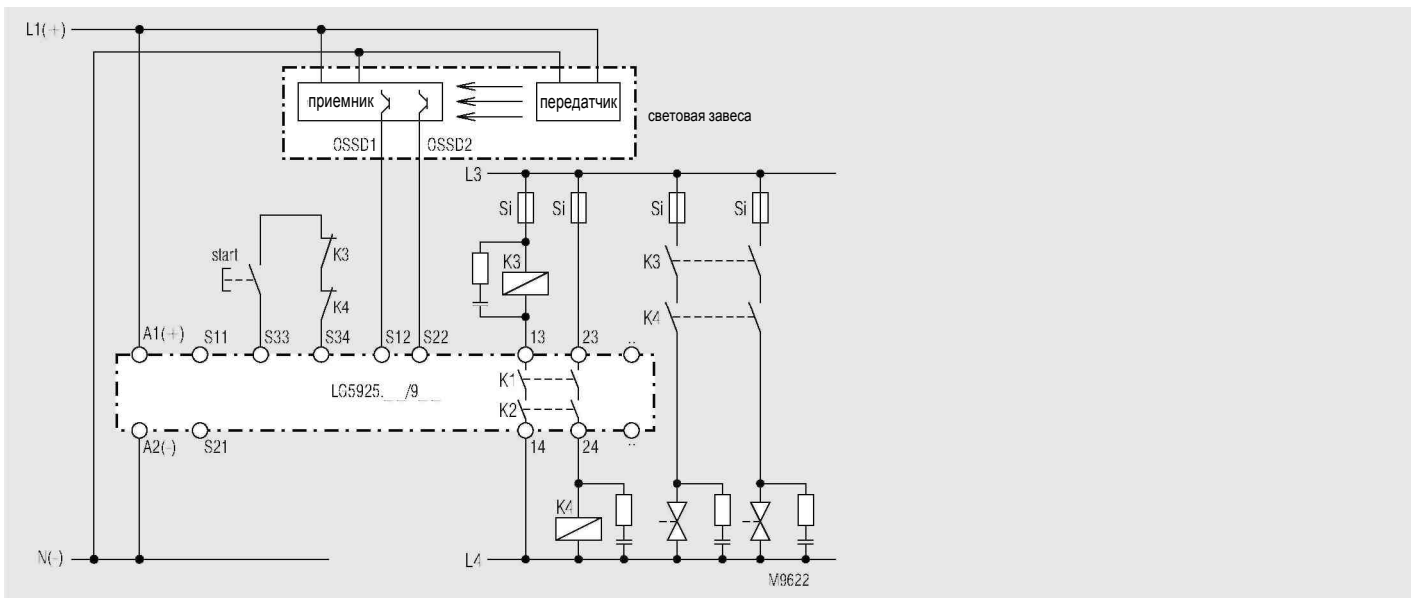 L1(+)
приемник
передатчик
световая завеса
OSSD1 OSSD2
L3
Si Si Si Si
start
K3 K3 K3
K4 K4
A1(+) S11 S33 S34 S12 S22 13 23 ..
K1
LG5925.__/9__
K2
A2(-) S21 14 24 ..
K4
N(-) L4
M9622